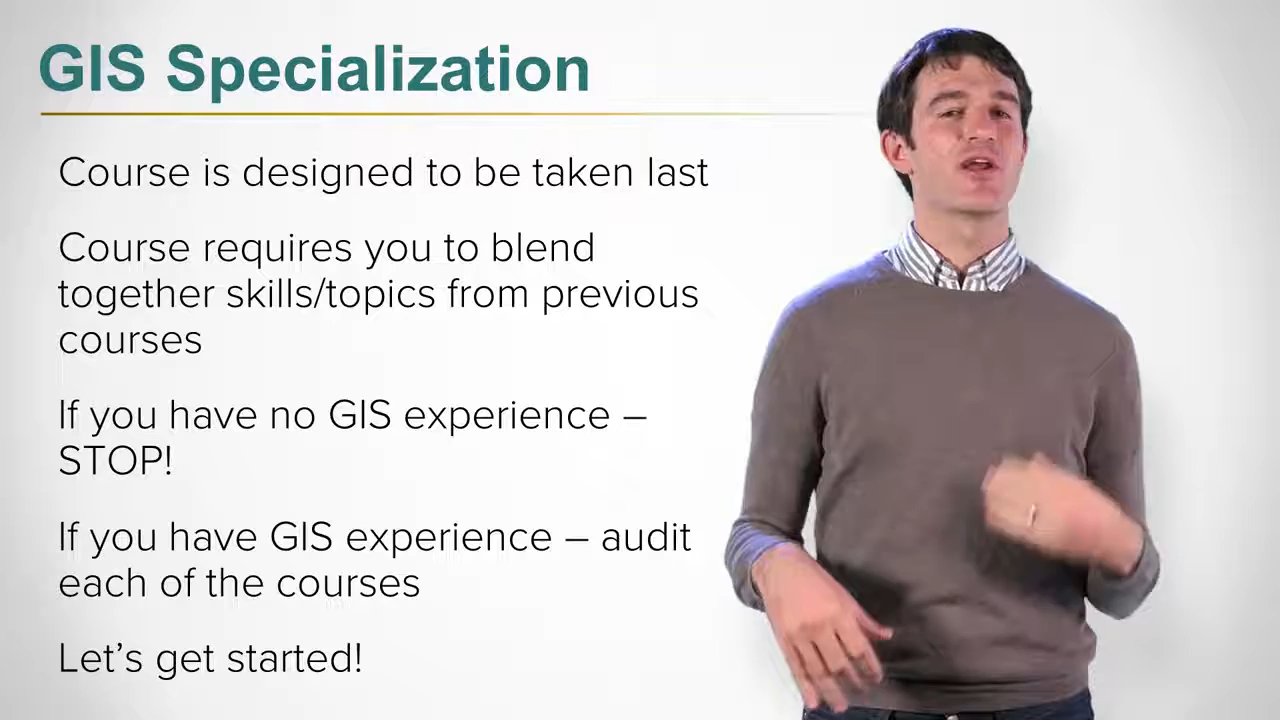 GIS Specialization
Course is designed to be taken last
Course requires you to blend
together skills/topics from previous
courses
If you have no GIS experience –
STOP!
If you have GIS experience – audit
each of the courses
Let’s get started!